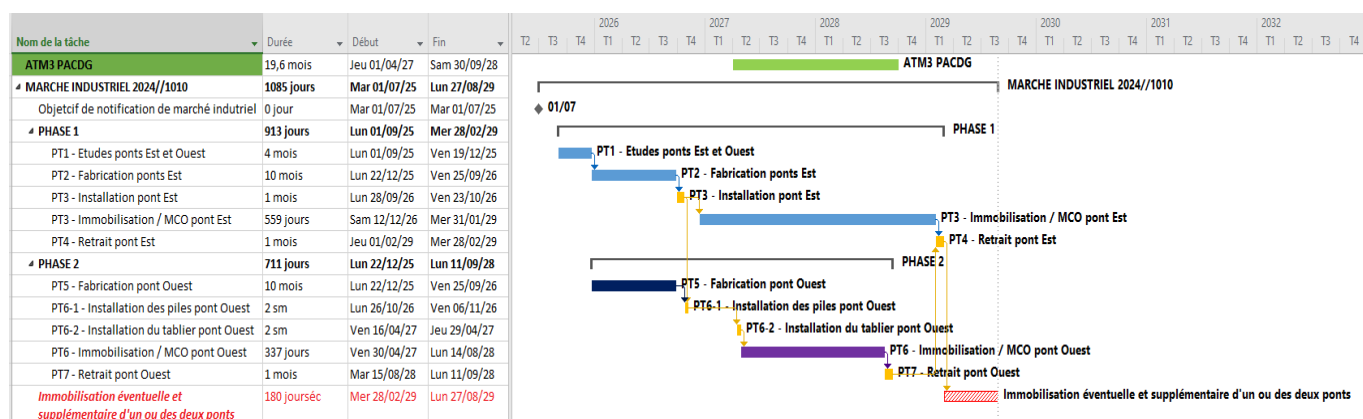 2026 2027 2028 2029 2030 2031 2032
Nom de la tâche Durée Début Fin T2 T3 T4 T1 T2 T3 T4 T1 T2 T3 T4 T1 T2 T3 T4 T1 T2 T3 T4 T1 T2 T3 T4 T1 T2 T3 T4 T1 T2 T3 T4
ATM3 PACDG 19,6 mois Jeu 01/04/27 Sam 30/09/28 ATM3 PACDG
MARCHE INDUSTRIEL 2024//1010 1085 jours Mar 01/07/25 Lun 27/08/29 MARCHE INDUSTRIEL 2024//1010
Objetcif de notification de marché indutriel 0 jour Mar 01/07/25 Mar 01/07/25 01/07
PHASE 1 913 jours Lun 01/09/25 Mer 28/02/29 PHASE 1
PT1 - Etudes ponts Est et Ouest 4 mois Lun 01/09/25 Ven 19/12/25 PT1 - Etudes ponts Est et Ouest
PT2 - Fabrication ponts Est 10 mois Lun 22/12/25 Ven 25/09/26 PT2 - Fabrication ponts Est
PT3 - Installation pont Est 1 mois Lun 28/09/26 Ven 23/10/26 PT3 - Installation pont Est
PT3 - Immobilisation / MCO pont Est 559 jours Sam 12/12/26 Mer 31/01/29 PT3 - Immobilisation / MCO pont Est
PT4 - Retrait pont Est 1 mois Jeu 01/02/29 Mer 28/02/29 PT4 - Retrait pont Est
PHASE 2 711 jours Lun 22/12/25 Lun 11/09/28 PHASE 2
PT5 - Fabrication pont Ouest 10 mois Lun 22/12/25 Ven 25/09/26 PT5 - Fabrication pont Ouest
PT6-1 - Installation des piles pont Ouest 2 sm Lun 26/10/26 Ven 06/11/26 PT6-1 - Installation des piles pont Ouest
PT6-2 - Installation du tablier pont Ouest 2 sm Ven 16/04/27 Jeu 29/04/27 PT6-2 - Installation du tablier pont Ouest
PT6 - Immobilisation / MCO pont Ouest 337 jours Ven 30/04/27 Lun 14/08/28 PT6 - Immobilisation / MCO pont Ouest
PT7 - Retrait pont Ouest 1 mois Mar 15/08/28 Lun 11/09/28 PT7 - Retrait pont Ouest
Immobilisation éventuelle et 180 jourséc Mer 28/02/29 Lun 27/08/29 Immobilisation éventuelle et supplémentaire d'un ou des deux ponts
supplémentaire d'un ou des deux ponts